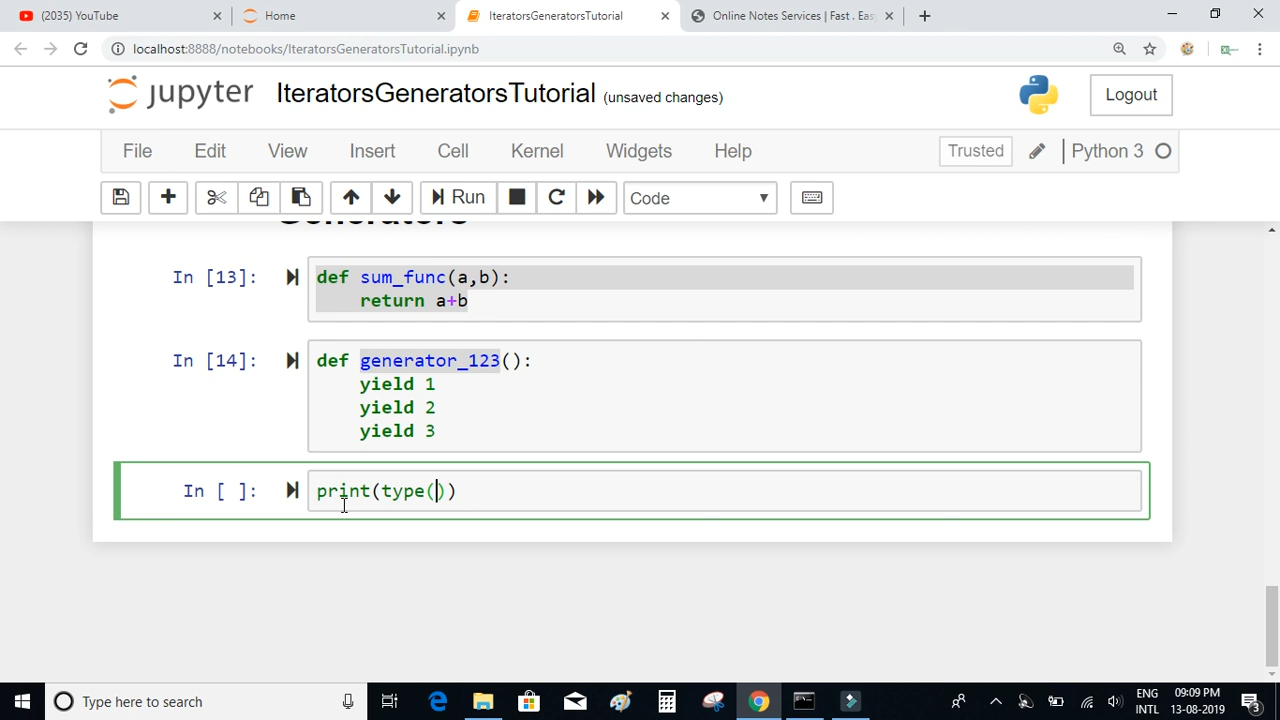 (2035) YouTube
Home
IteratorsGeneratorsTutorial
Online Notes Services | Fast . Eas
localhost:8888/notebooks/IteratorsGeneratorsTutorial.ipynb
jupyter IteratorsGeneratorsTutorial (unsaved changes)
Logout
File Edit View Insert Cell Kernel Widgets Help
Trusted
Python 3
Run
Code
Generators
In [13]:
def sum_func(a,b):
return a+b
In [14]:
def generator_123():
yield 1
yield 2
yield 3
In [ ]:
print(type())
Type here to search
ENG
INTL
09:09 PM
13-08-2019
3